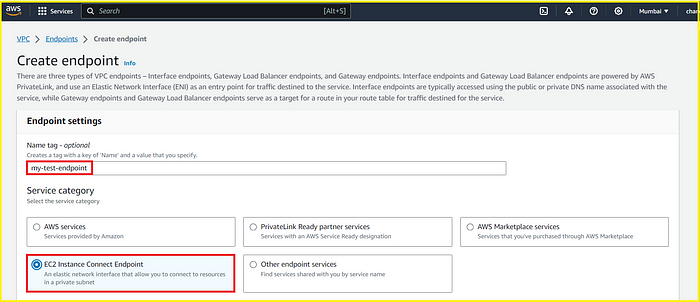 aws
Services
Search
[Alt+S]
Mumbai
chan
VPC > Endpoints > Create endpoint
Create endpoint Info
There are three types of VPC endpoints – Interface endpoints, Gateway Load Balancer endpoints, and Gateway endpoints. Interface endpoints and Gateway Load Balancer endpoints are powered by AWS
PrivateLink, and use an Elastic Network Interface (ENI) as an entry point for traffic destined to the service. Interface endpoints are typically accessed using the public or private DNS name associated with the
service, while Gateway endpoints and Gateway Load Balancer endpoints serve as a target for a route in your route table for traffic destined for the service.
Endpoint settings
Name tag - optional
Creates a tag with a key of 'Name' and a value that you specify.
my-test-endpoint
Service category
Select the service category
AWS services
Services provided by Amazon
PrivateLink Ready partner services
Services with an AWS Service Ready designation
AWS Marketplace services
Services that you've purchased through AWS Marketplace
EC2 Instance Connect Endpoint
An elastic network interface that allow you to connect to resources
in a private subnet
Other endpoint services
Find services shared with you by service name